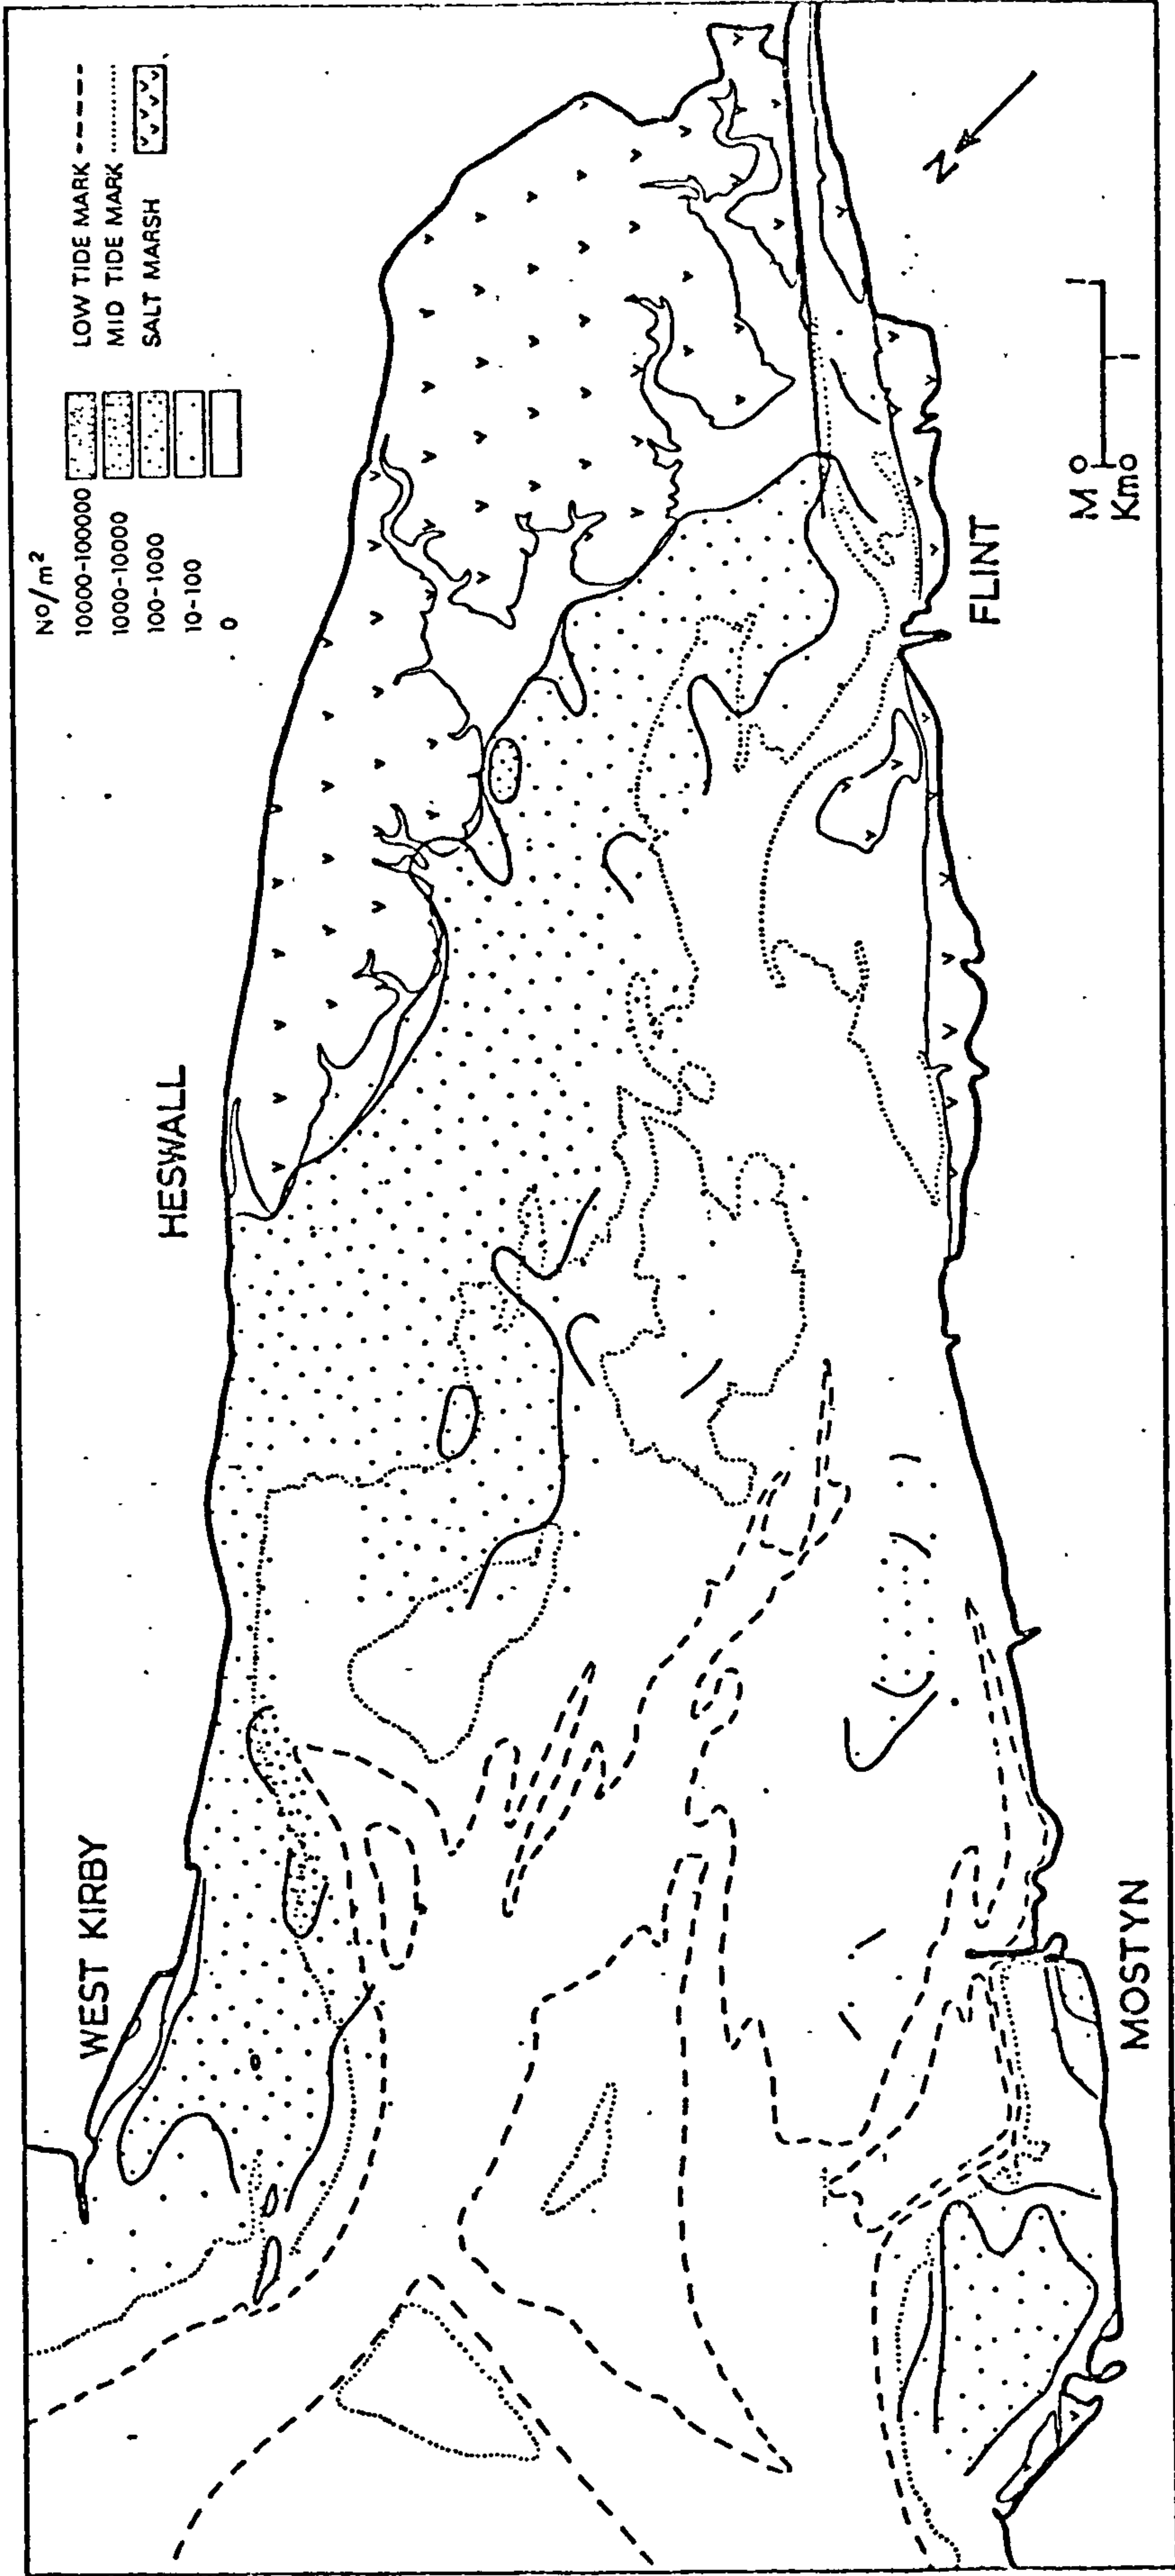 Nº/m²
10000-100000
1000-10000
100-1000
10-100
0
LOW TIDE MARK
MID TIDE MARK
SALT MARSH
WEST KIRBY
HESWALL
FLINT
MOSTYN
N
M 0 1
Km 0 1